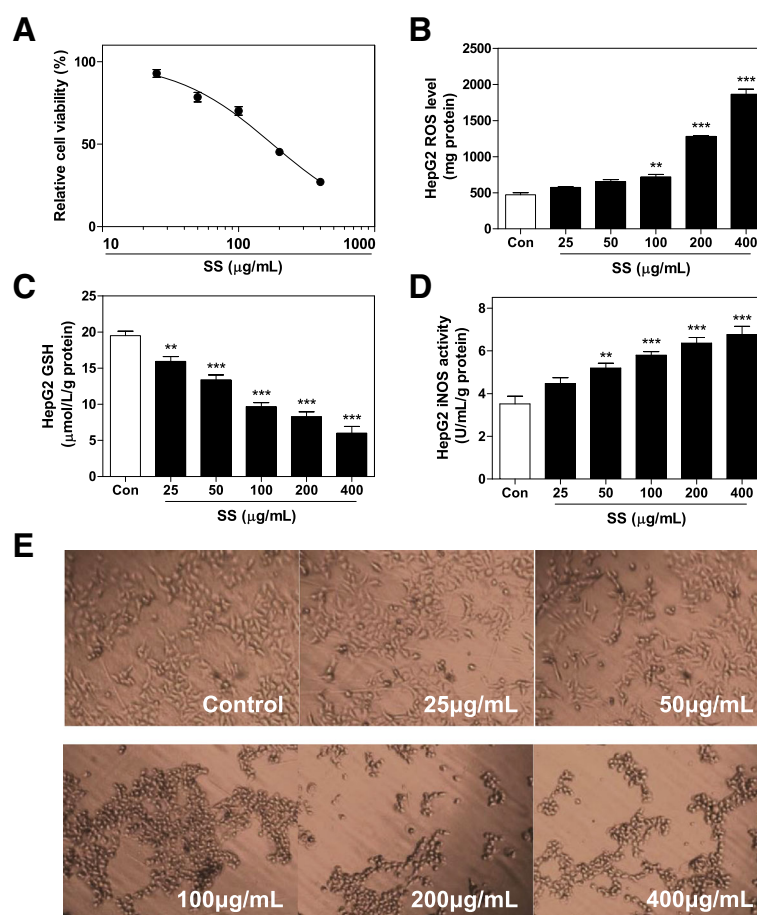 A
Relative cell viability (%)
100
50
0
10
100
1000
SS (μg/mL)
B
HepG2 ROS level
(mg protein)
2500
2000
1500
1000
500
0
**
***
***
Con
25
50
100
200
400
SS (μg/mL)
C
HepG2 GSH
(μmol/L/g protein)
25
20
15
10
5
0
**
***
***
***
***
Con
25
50
100
200
400
SS (μg/mL)
D
HepG2 iNOS activity
(U/mL/g protein)
8
6
4
2
0
**
***
***
***
Con
25
50
100
200
400
SS (μg/mL)
E
Control
25μg/mL
50μg/mL
100μg/mL
200μg/mL
400μg/mL